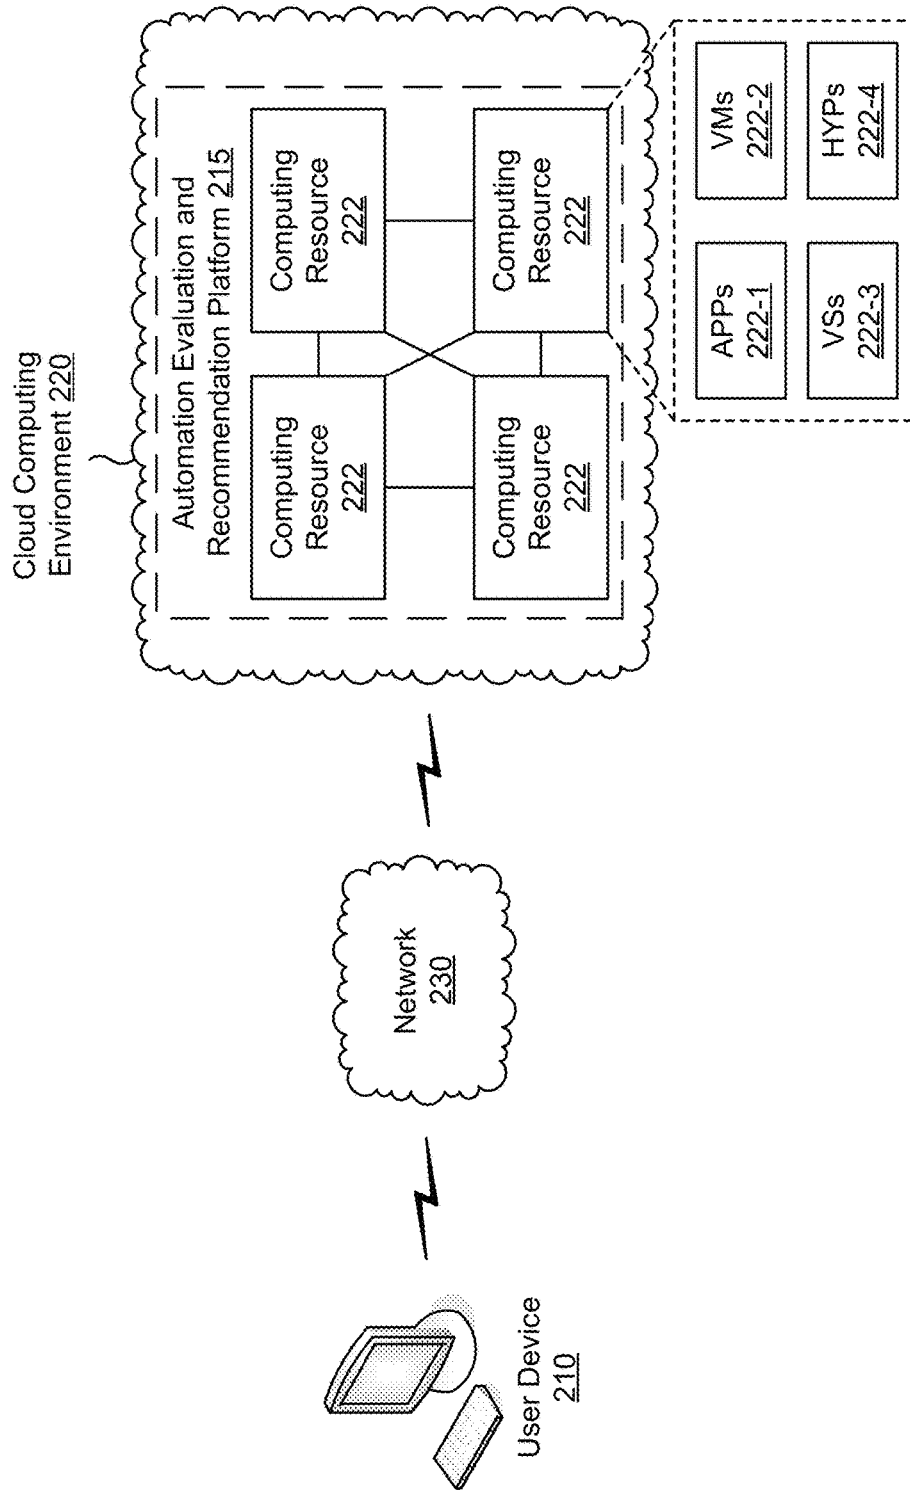 Cloud Computing
Environment 220
Automation Evaluation and
Recommendation Platform 215
Computing
Resource
222
Computing
Resource
222
Computing
Resource
222
Computing
Resource
222
APPs
222-1
VMs
222-2
VSs
222-3
HYPs
222-4
Network
230
User Device
210